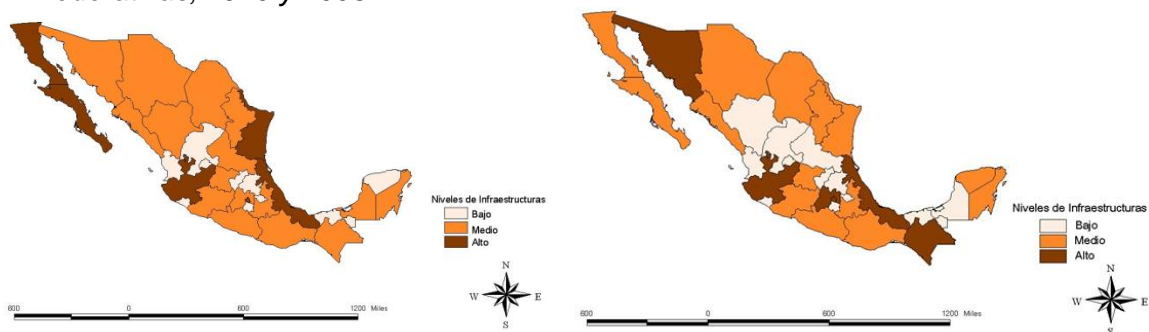 Niveles de Infraestructuras
Bajo
Medio
Alto
N
W E
S
600 0 600 1200 Miles
Niveles de Infraestructuras
Bajo
Medio
Alto
N
W E
S
600 0 600 1200 Miles